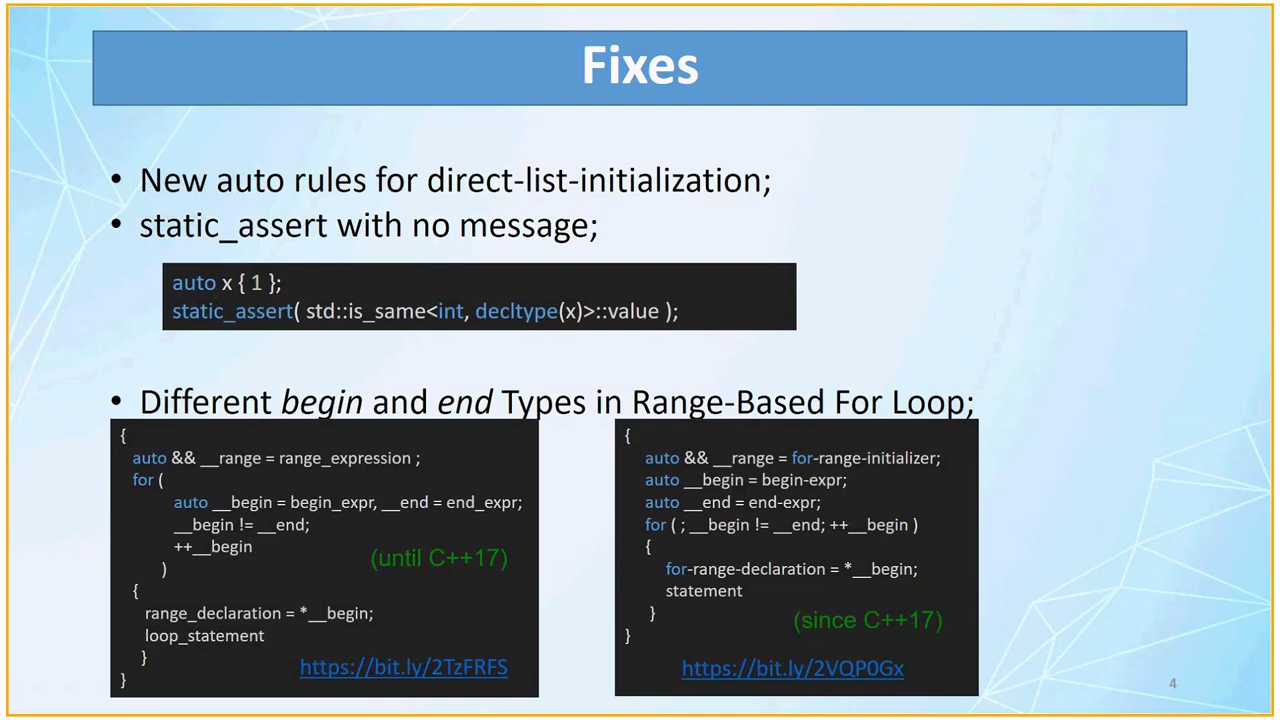 Fixes
• New auto rules for direct-list-initialization;
• static_assert with no message;
auto x { 1 };
static_assert( std::is_same<int, decltype(x)>::value );
• Different begin and end Types in Range-Based For Loop;
{
auto && __range = range_expression ;
for (
auto __begin = begin_expr, __end = end_expr;
__begin != __end;
++__begin
)
(until C++17)
{
range_declaration = *__begin;
loop_statement
}
}
https://bit.ly/2TzFRFS
{
auto && __range = for-range-initializer;
auto __begin = begin-expr;
auto __end = end-expr;
for ( ; __begin != __end; ++__begin )
{
for-range-declaration = *__begin;
statement
}
(since C++17)
}
https://bit.ly/2VQP0Gx
4